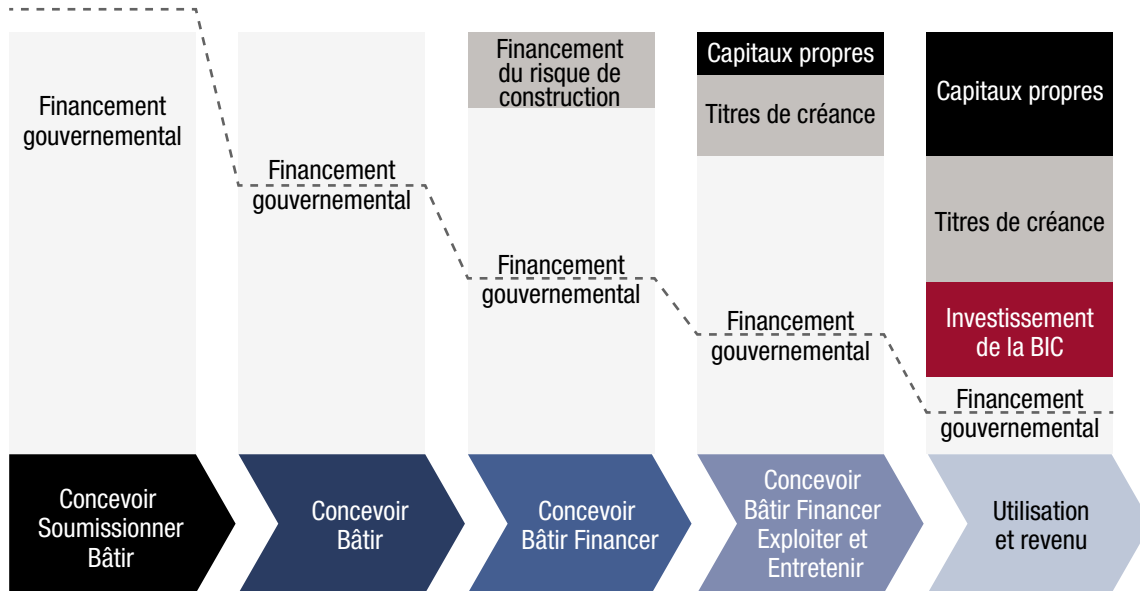 Financement
gouvernemental
Financement
gouvernemental
Financement
du risque de
construction
Financement
gouvernemental
Capitaux propres
Titres de créance
Financement
gouvernemental
Capitaux propres
Titres de créance
Investissement
de la BIC
Financement
gouvernemental
Concevoir
Soumissionner
Bâtir
Concevoir
Bâtir
Concevoir
Bâtir Financer
Concevoir
Bâtir Financer
Exploiter et
Entretenir
Utilisation
et revenu